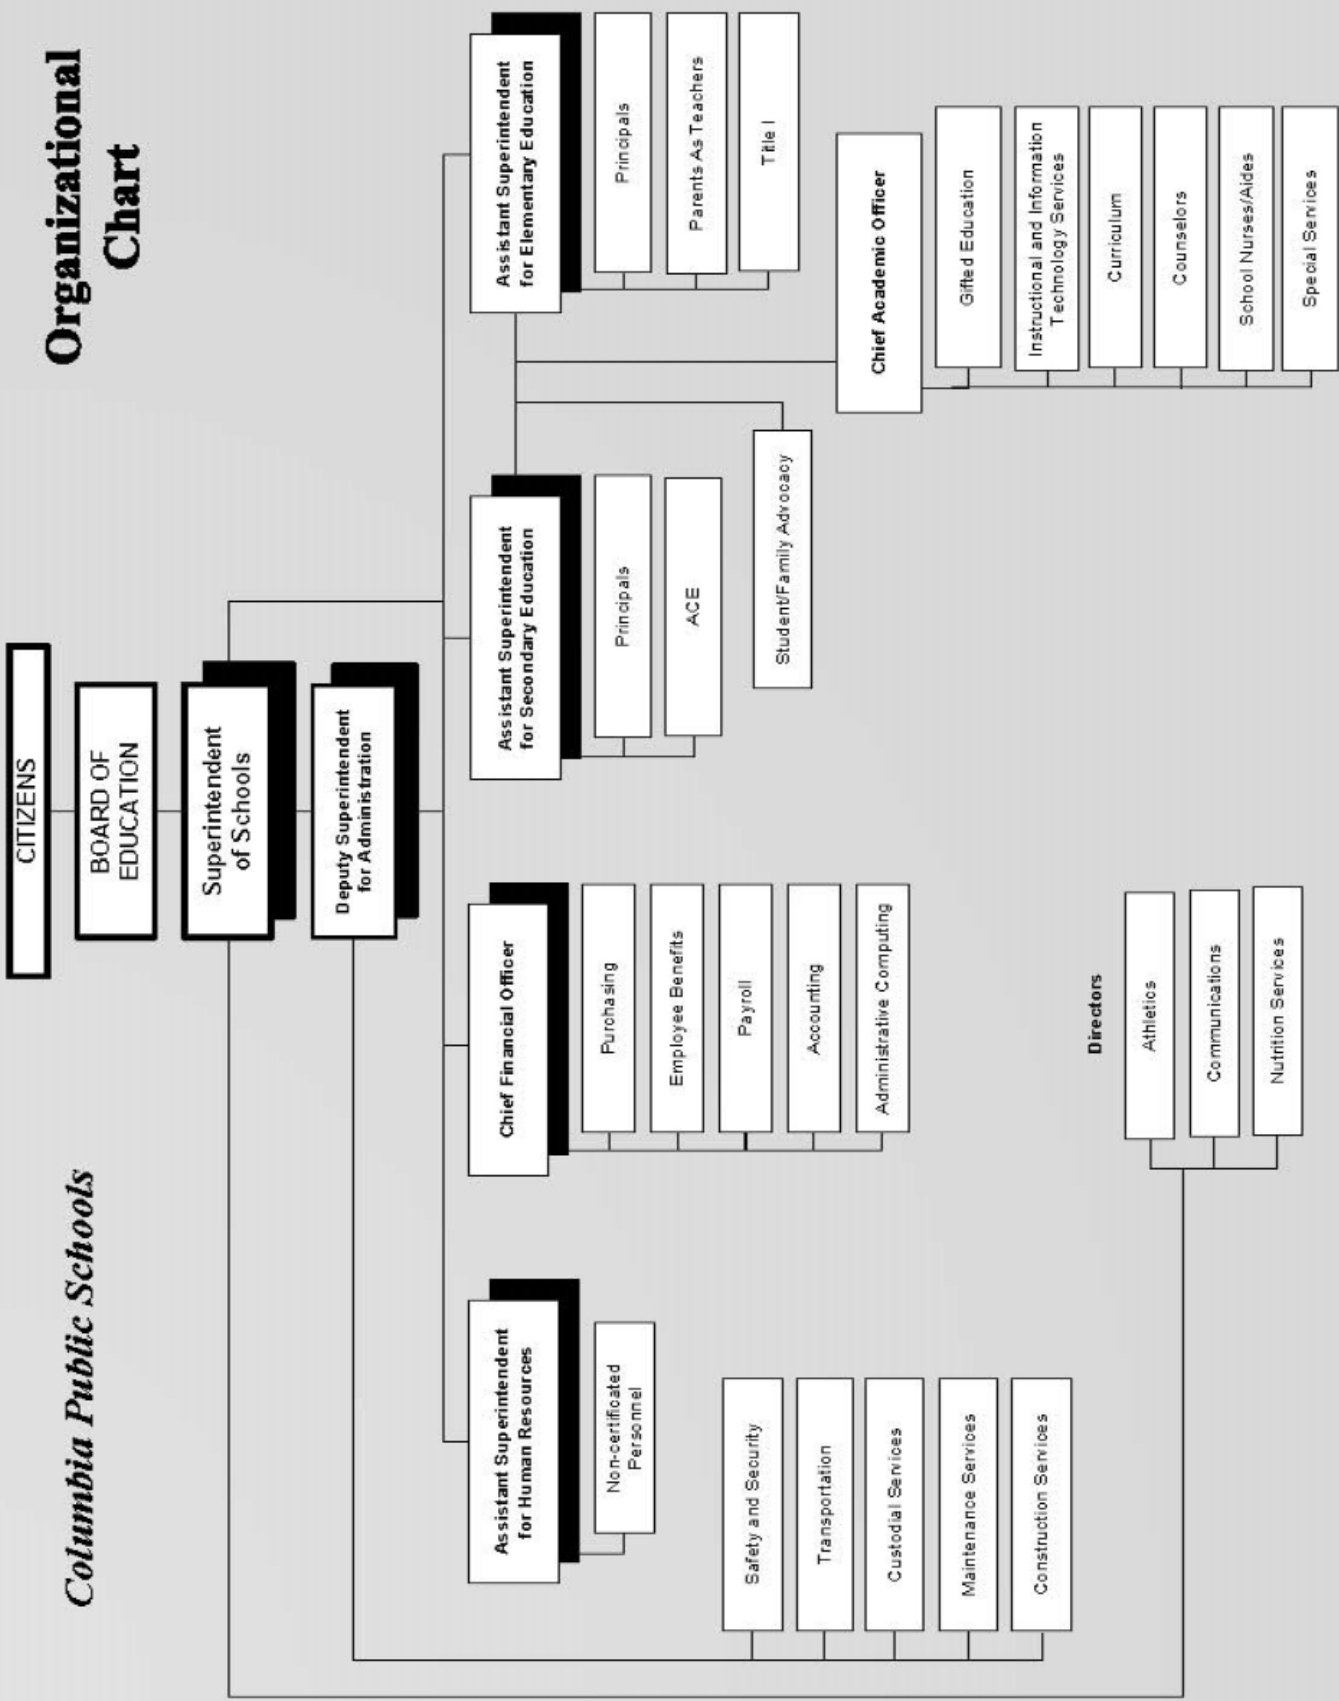 Columbia Public Schools
Organizational
Chart
CITIZENS
BOARD OF
EDUCATION
Superintendent
of Schools
Deputy Superintendent
for Administration
Assistant Superintendent
for Human Resources
Non-certificated
Personnel
Safety and Security
Transportation
Custodial Services
Maintenance Services
Construction Services
Chief Financial Officer
Purchasing
Employee Benefits
Payroll
Accounting
Administrative Computing
Directors
Athletics
Communications
Nutrition Services
Assistant Superintendent
for Secondary Education
Principals
ACE
Student/Family Advocacy
Assistant Superintendent
for Elementary Education
Principals
Parents As Teachers
Title I
Chief Academic Officer
Gifted Education
Instructional and Information
Technology Services
Curriculum
Counselors
School Nurses/Aides
Special Services